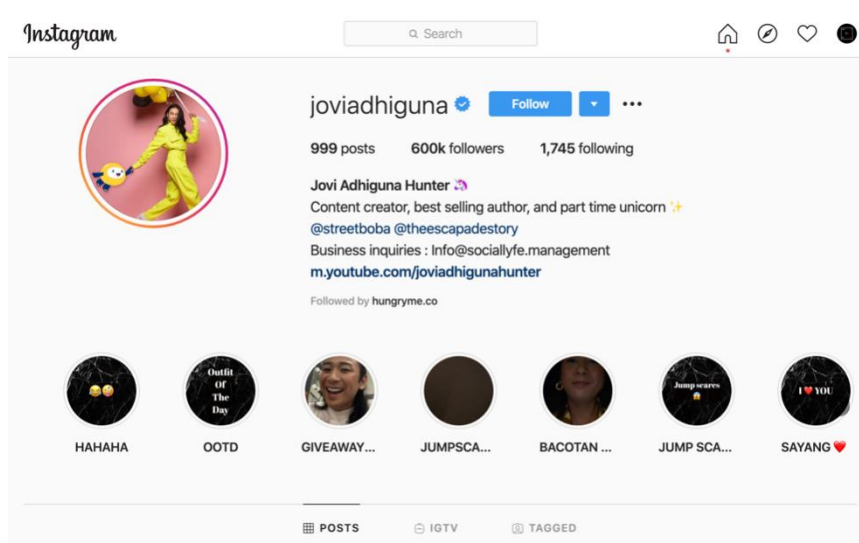 Instagram
Search
joviadhiguna
Follow
999 posts 600k followers 1,745 following
Jovi Adhiguna Hunter 🦄
Content creator, best selling author, and part time unicorn ✨
@streetboba @theescapadestory
Business inquiries : Info@sociallyfe.management
m.youtube.com/joviadhigunahunter
Followed by hungryme.co
Outfit
Of
The
Day
Jump scares
😱
I ❤️ YOU
HAHAHA OOTD GIVEAWAY... JUMPSCA... BACOTAN ... JUMP SCA... SAYANG ❤️
POSTS IGTV TAGGED